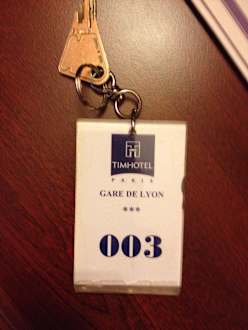 TIMHOTEL
PARIS
GARE DE LYON
***
003